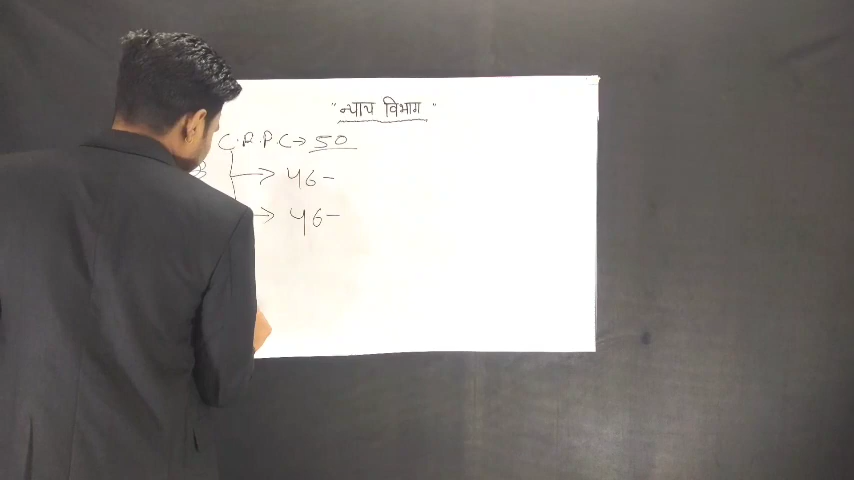 "न्याय विभाग"
C.R.P.C→ 50
→ 46-
→ 46-